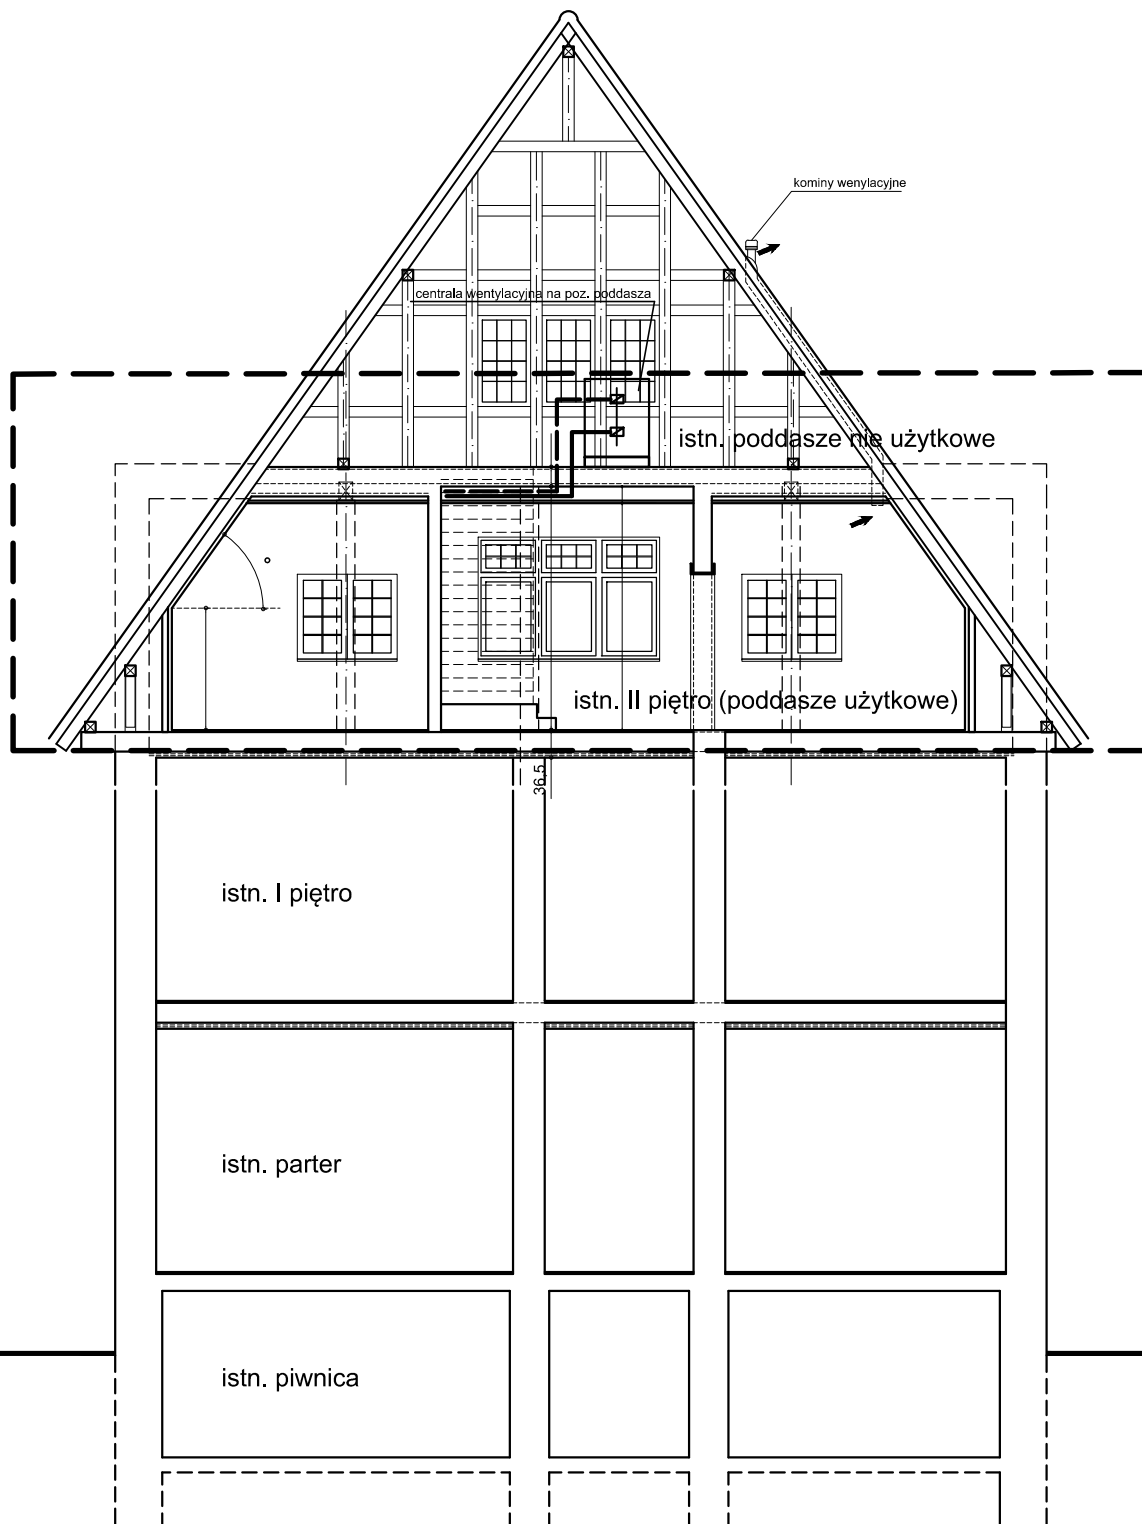 kominy wenylacyjne
centrala wentylacyjna na poz. poddasza
istn. poddasze nie użytkowe
istn. II piętro (poddasze użytkowe)
36,5
istn. I piętro
istn. parter
istn. piwnica